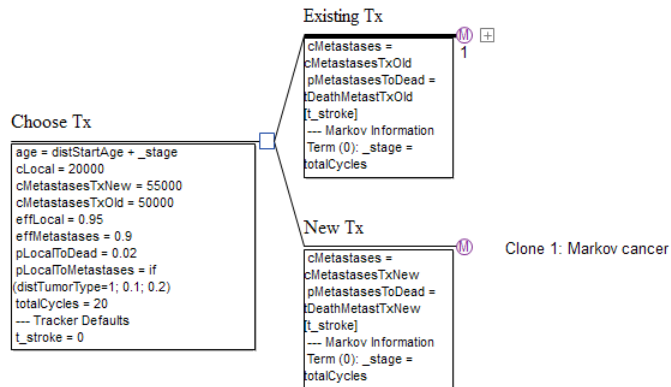 Existing Tx
M
1
cMetastases =
cMetastasesTxOld
pMetastasesToDead =
tDeathMetastTxOld
[t_stroke]
--- Markov Information
Term (0): _stage =
totalCycles
Choose Tx
age = distStartAge + _stage
cLocal = 20000
cMetastasesTxNew = 55000
cMetastasesTxOld = 50000
effLocal = 0.95
effMetastases = 0.9
pLocalToDead = 0.02
pLocalToMetastases = if
(distTumorType=1; 0.1; 0.2)
totalCycles = 20
--- Tracker Defaults
t_stroke = 0
New Tx
M
Clone 1: Markov cancer
cMetastases =
cMetastasesTxNew
pMetastasesToDead =
tDeathMetastTxNew
[t_stroke]
--- Markov Information
Term (0): _stage =
totalCycles